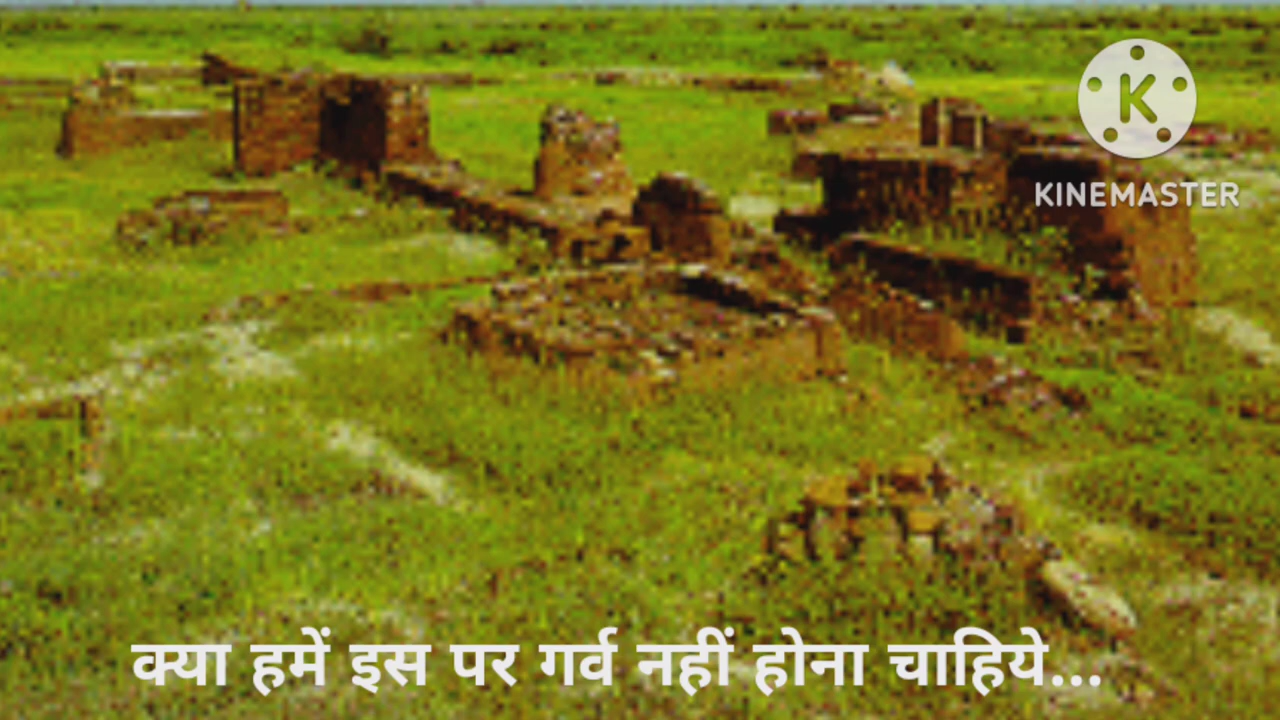 K
KINEMASTER
क्या हमें इस पर गर्व नहीं होना चाहिये...